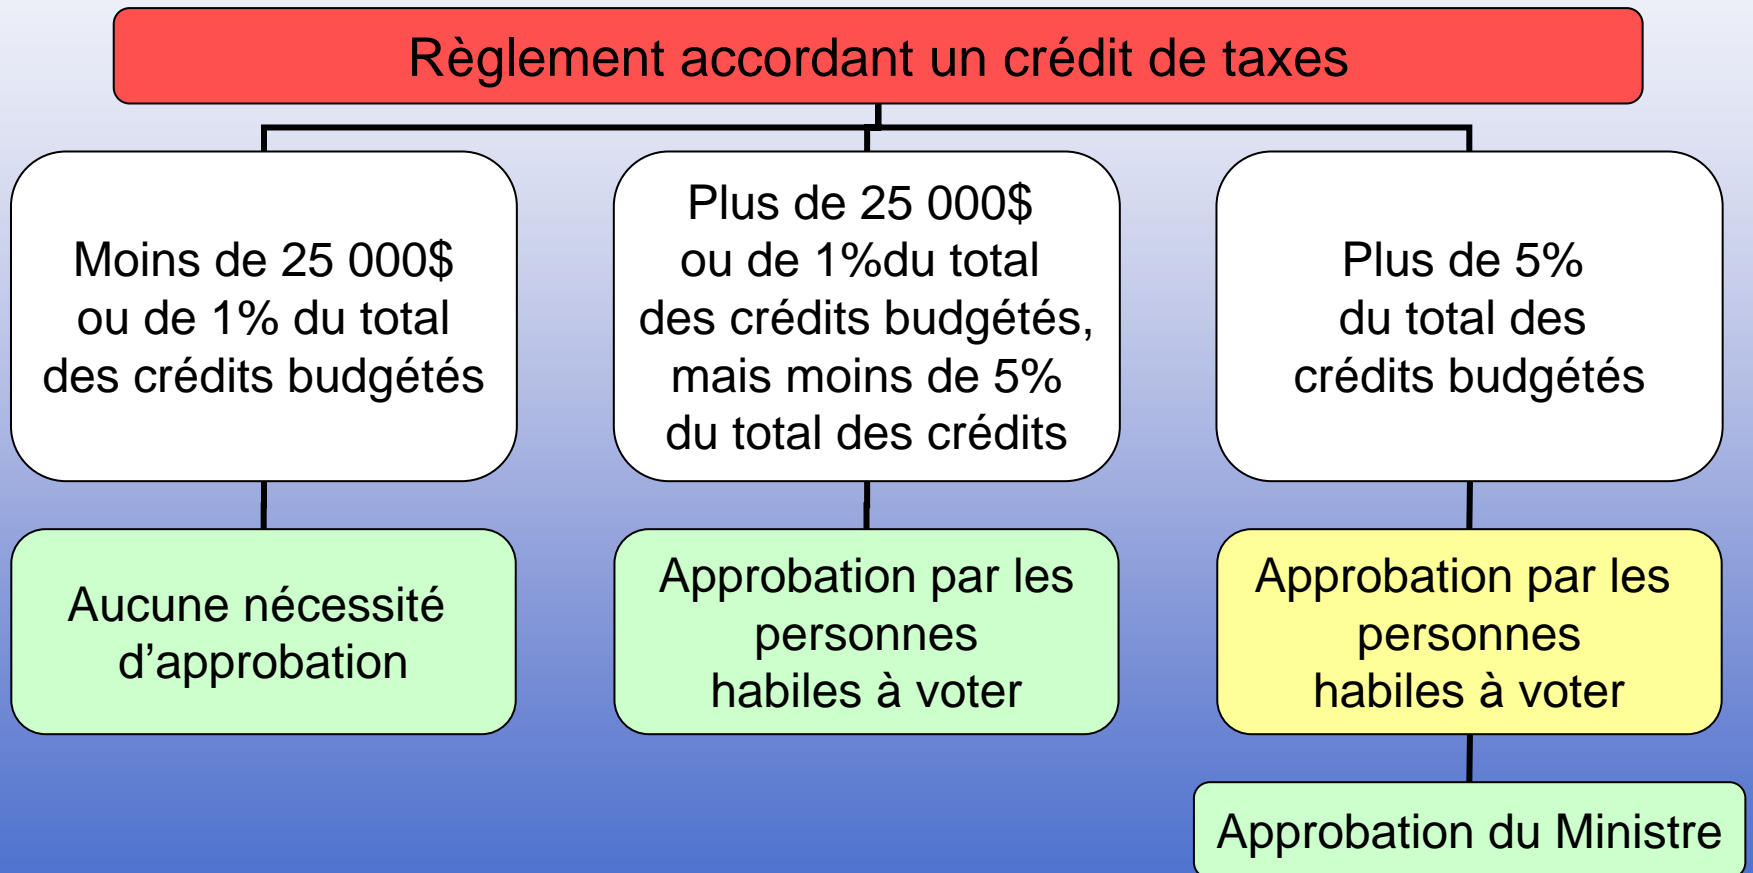 Règlement accordant un crédit de taxes
Moins de 25 000$
ou de 1% du total
des crédits budgétés
Plus de 25 000$
ou de 1%du total
des crédits budgétés,
mais moins de 5%
du total des crédits
Plus de 5%
du total des
crédits budgétés
Aucune nécessité
d’approbation
Approbation par les
personnes
habiles à voter
Approbation par les
personnes
habiles à voter
Approbation du Ministre